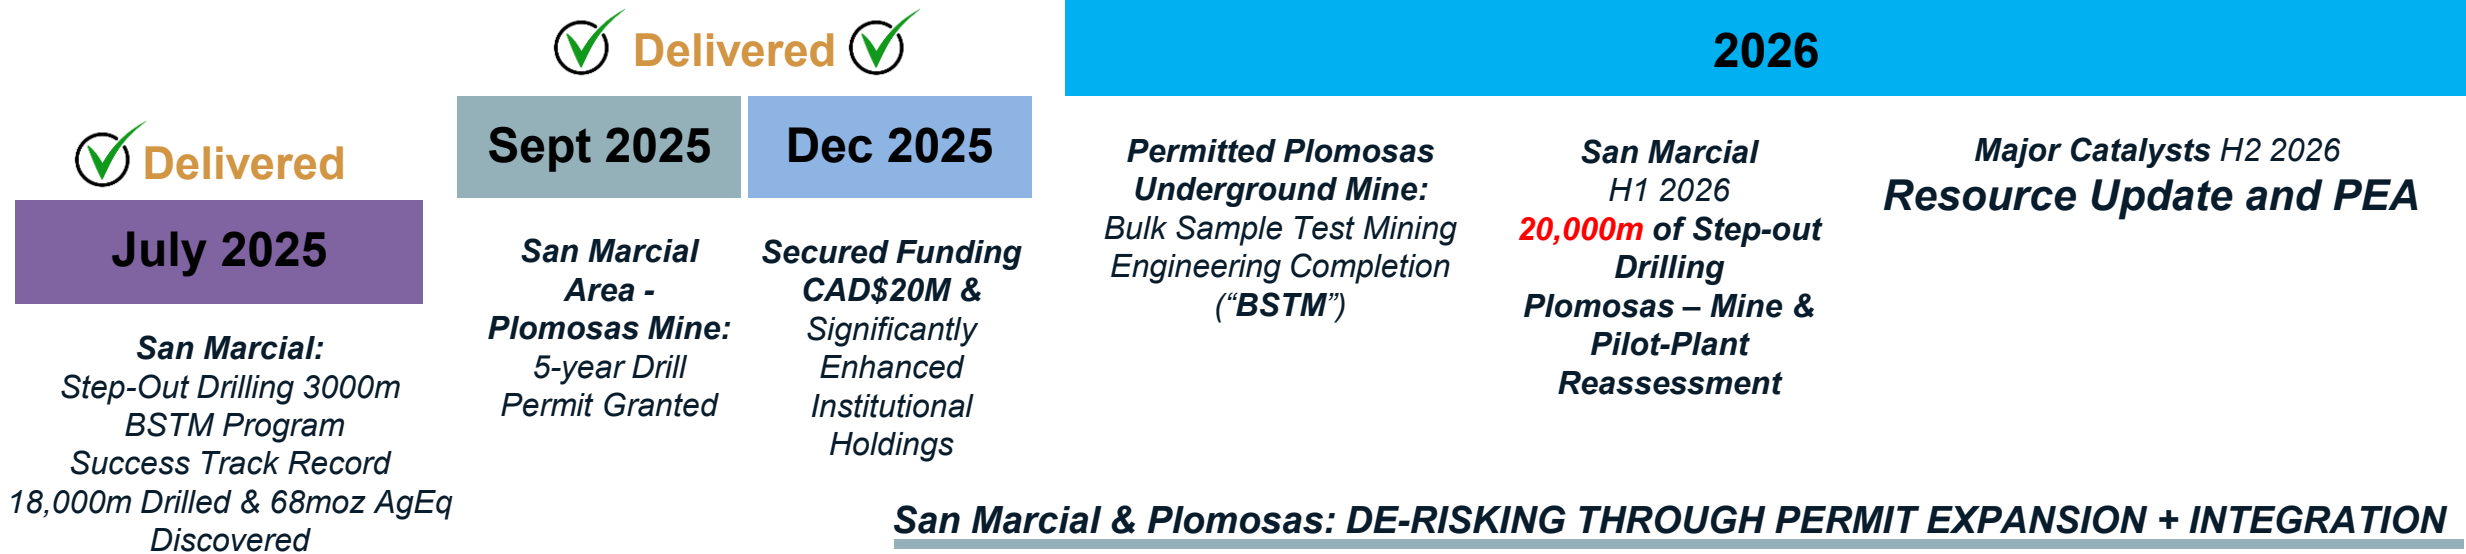 Delivered
July 2025
San Marcial:
Step-Out Drilling 3000m
BSTM Program
Success Track Record
18,000m Drilled & 68moz AgEq
Discovered
Delivered
Sept 2025
San Marcial
Area -
Plomosas Mine:
5-year Drill
Permit Granted
Dec 2025
Secured Funding
CAD$20M &
Significantly
Enhanced
Institutional
Holdings
2026
Permitted Plomosas
Underground Mine:
Bulk Sample Test Mining
Engineering Completion
(“BSTM”)
San Marcial
H1 2026
20,000m of Step-out
Drilling
Plomosas – Mine &
Pilot-Plant
Reassessment
Major Catalysts H2 2026
Resource Update and PEA
San Marcial & Plomosas: DE-RISKING THROUGH PERMIT EXPANSION + INTEGRATION